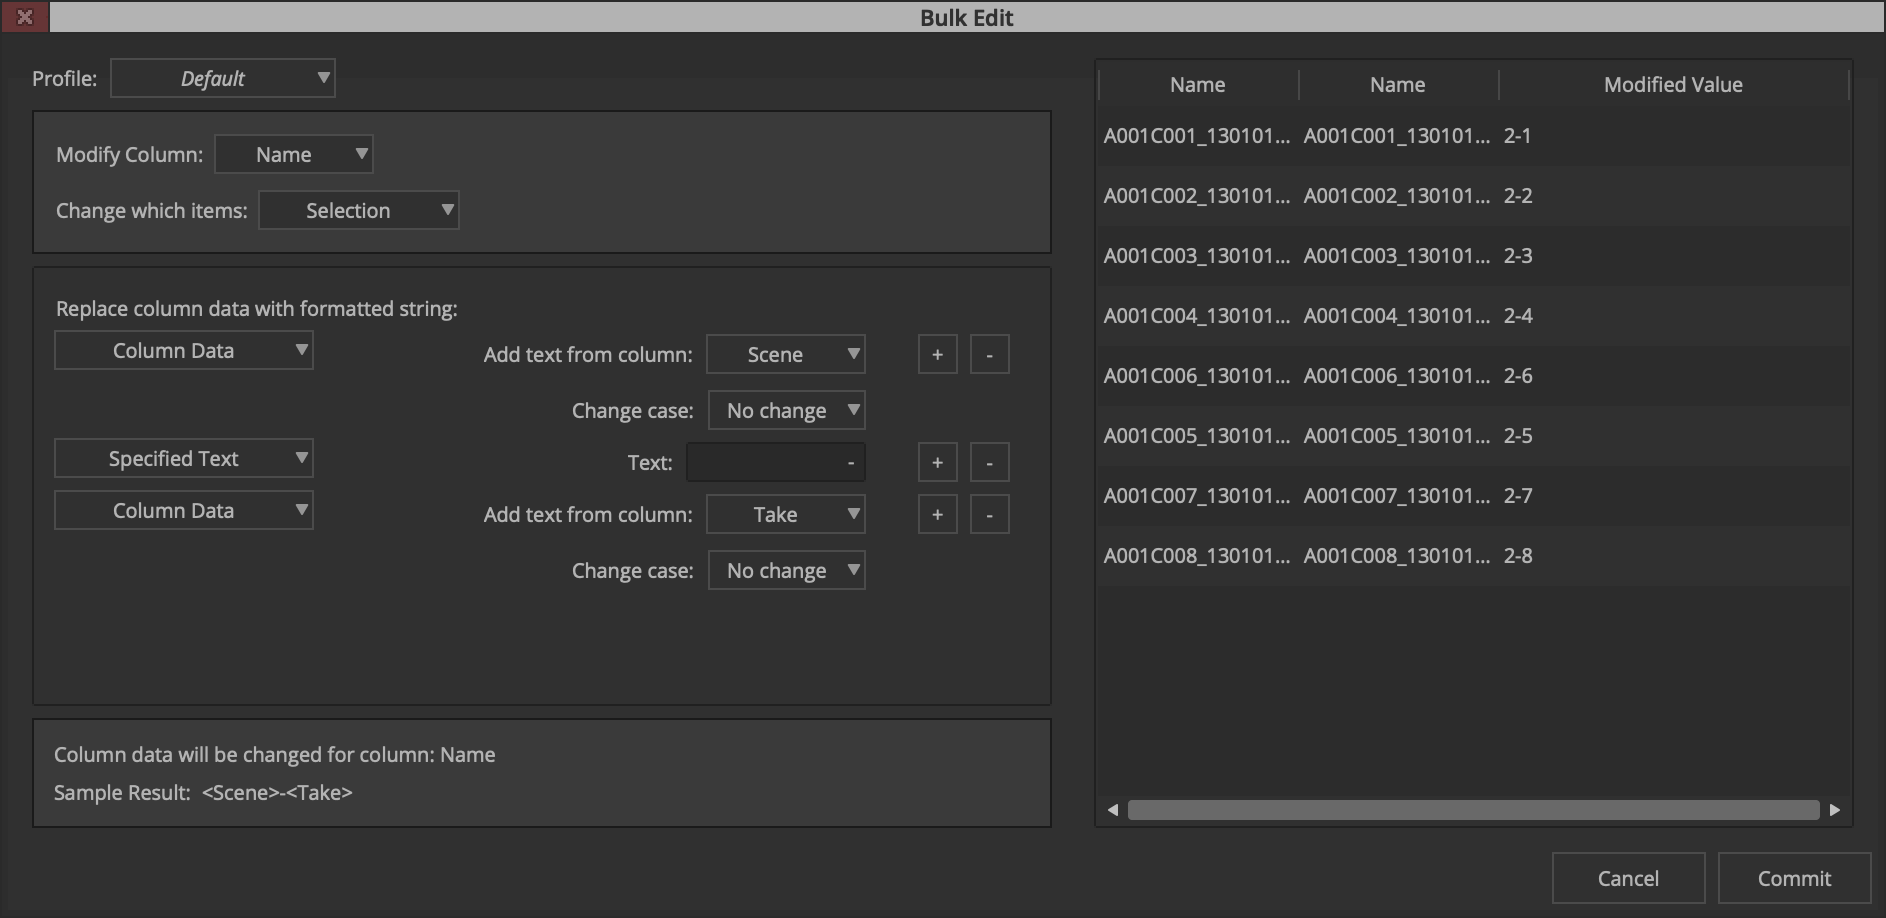 Bulk Edit
Profile: Default
Modify Column: Name
Change which items: Selection
Replace column data with formatted string:
Column Data Add text from column: Scene + -
Change case: No change
Specified Text Text: - + -
Column Data Add text from column: Take + -
Change case: No change
Column data will be changed for column: Name
Sample Result: <Scene>-<Take>
Name Name Modified Value
A001C001_130101... A001C001_130101... 2-1
A001C002_130101... A001C002_130101... 2-2
A001C003_130101... A001C003_130101... 2-3
A001C004_130101... A001C004_130101... 2-4
A001C006_130101... A001C006_130101... 2-6
A001C005_130101... A001C005_130101... 2-5
A001C007_130101... A001C007_130101... 2-7
A001C008_130101... A001C008_130101... 2-8
Cancel Commit